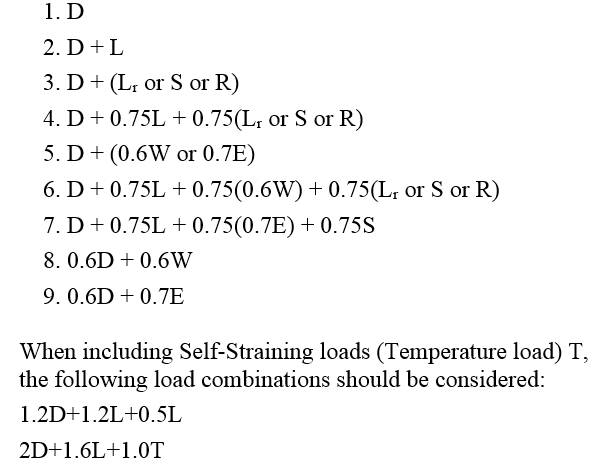 1. D
2. D + L
3. D + (Lr or S or R)
4. D + 0.75L + 0.75(Lr or S or R)
5. D + (0.6W or 0.7E)
6. D + 0.75L + 0.75(0.6W) + 0.75(Lr or S or R)
7. D + 0.75L + 0.75(0.7E) + 0.75S
8. 0.6D + 0.6W
9. 0.6D + 0.7E
When including Self-Straining loads (Temperature load) T,
the following load combinations should be considered:
1.2D+1.2L+0.5L
2D+1.6L+1.0T